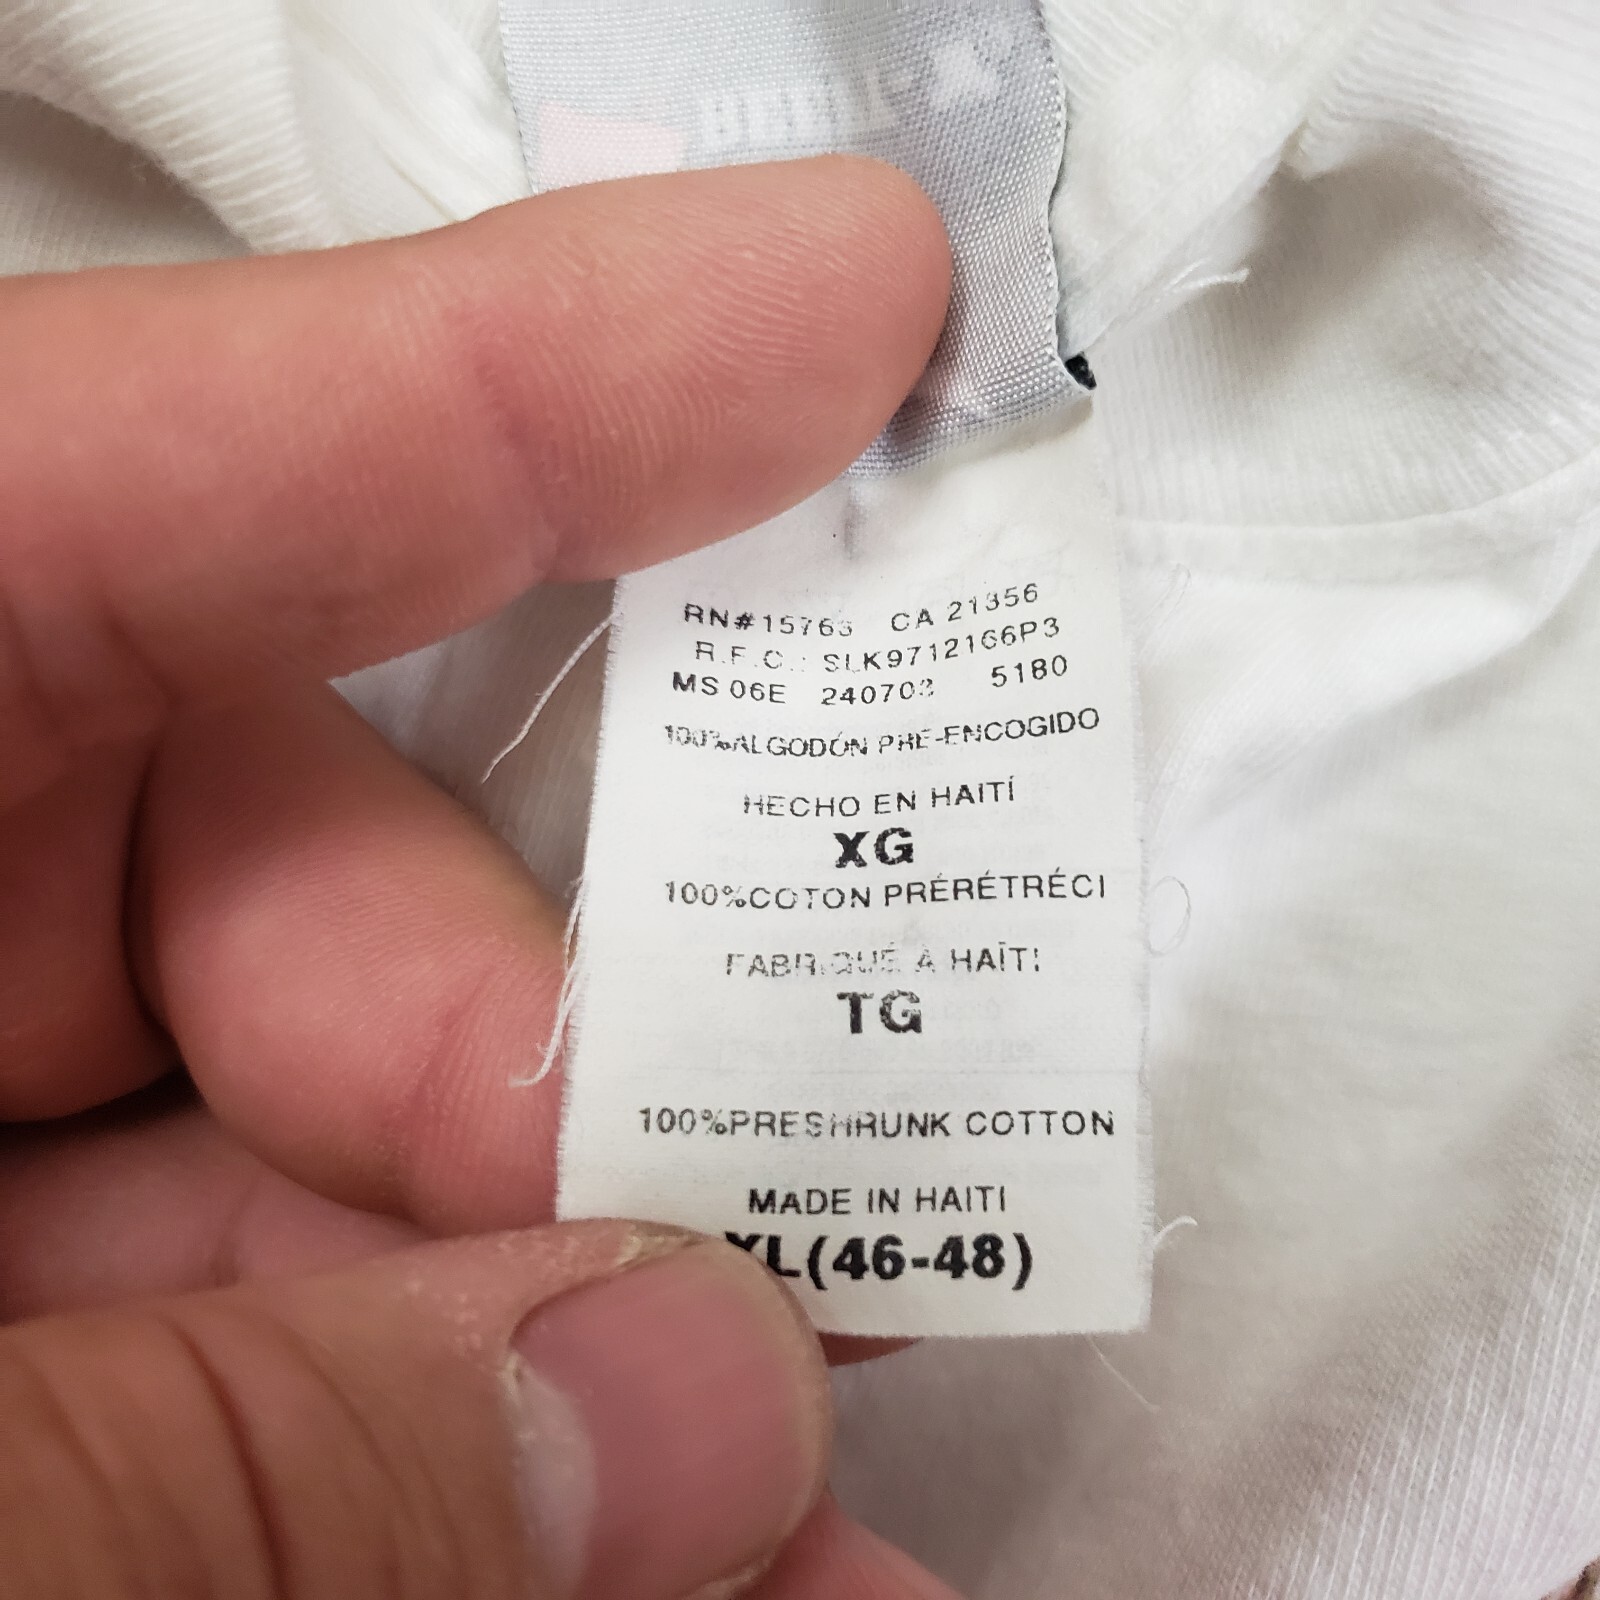 RN#15763 CA 21356
R.F.C.: SLK9712166P3
MS 06E 240703 5180
100%ALGODÓN PRE-ENCOGIDO
HECHO EN HAITÍ
XG
100%COTON PRÉRÉTRÉCI
FABRIQUÉ À HAÏTI
TG
100%PRESHRUNK COTTON
MADE IN HAITI
XL(46-48)